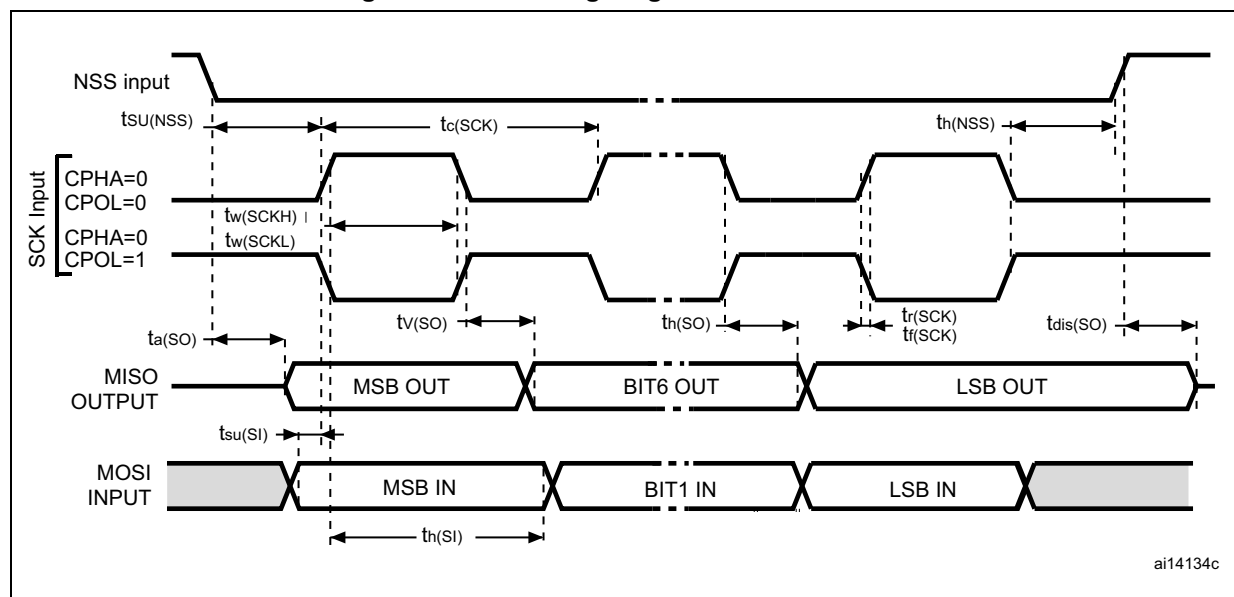 NSS input
tSU(NSS)
tc(SCK)
th(NSS)
SCK Input
CPHA=0
CPOL=0
tw(SCKH)
CPHA=0
CPOL=1
tw(SCKL)
ta(SO)
tV(SO)
th(SO)
tr(SCK)
tf(SCK)
tdis(SO)
MISO
OUTPUT
MSB OUT
BIT6 OUT
LSB OUT
tsu(SI)
MOSI
INPUT
MSB IN
BIT1 IN
LSB IN
th(SI)
ai14134c